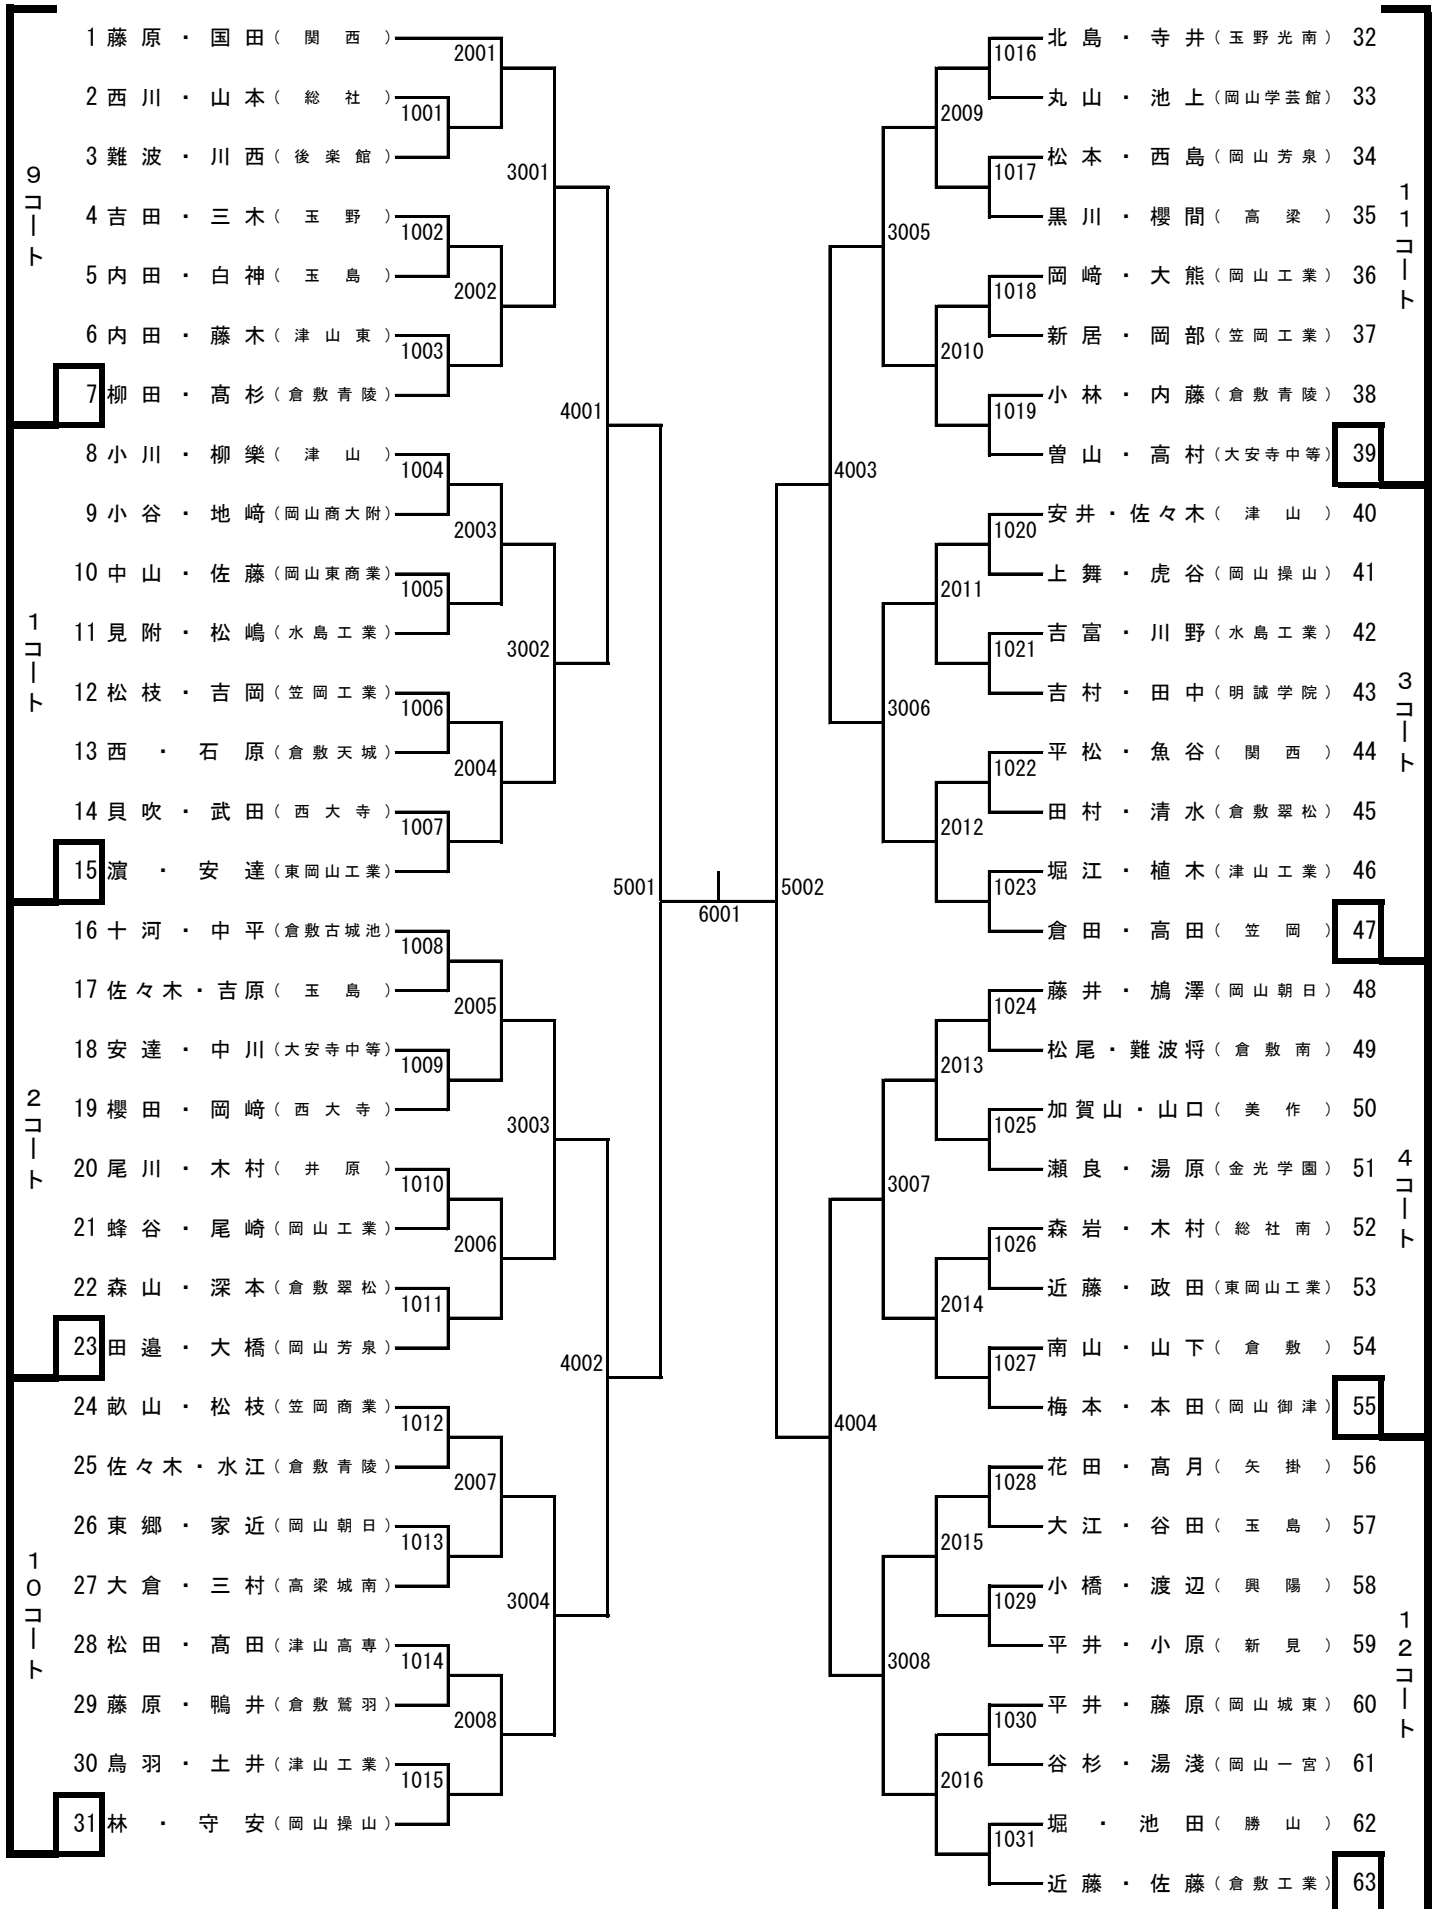 9コート
1 藤原・国田(関西)
2 西川・山本(総社)
3 難波・川西(後楽館)
4 吉田・三木(玉野)
5 内田・白神(玉島)
6 内田・藤木(津山東)
7 柳田・髙杉(倉敷青陵)
1コート
8 小川・柳樂(津山)
9 小谷・地﨑(岡山商大附)
10 中山・佐藤(岡山東商業)
11 見附・松嶋(水島工業)
12 松枝・吉岡(笠岡工業)
13 西・石原(倉敷天城)
14 貝吹・武田(西大寺)
15 濵・安達(東岡山工業)
2コート
16 十河・中平(倉敷古城池)
17 佐々木・吉原(玉島)
18 安達・中川(大安寺中等)
19 櫻田・岡﨑(西大寺)
20 尾川・木村(井原)
21 蜂谷・尾崎(岡山工業)
22 森山・深本(倉敷翠松)
23 田邉・大橋(岡山芳泉)
10コート
24 畝山・松枝(笠岡商業)
25 佐々木・水江(倉敷青陵)
26 東郷・家近(岡山朝日)
27 大倉・三村(高梁城南)
28 松田・髙田(津山高専)
29 藤原・鴨井(倉敷鷲羽)
30 鳥羽・土井(津山工業)
31 林・守安(岡山操山)
1001
1002
1003
1004
1005
1006
1007
1008
1009
1010
1011
1012
1013
1014
1015
2001
2002
2003
2004
2005
2006
2007
2008
3001
3002
3003
3004
4001
4002
5001
6001
5002
4003
4004
3005
3006
3007
3008
2009
2010
2011
2012
2013
2014
2015
2016
1016
1017
1018
1019
1020
1021
1022
1023
1024
1025
1026
1027
1028
1029
1030
1031
11コート
北島・寺井(玉野光南) 32
丸山・池上(岡山学芸館) 33
松本・西島(岡山芳泉) 34
黒川・櫻間(高梁) 35
岡﨑・大熊(岡山工業) 36
新居・岡部(笠岡工業) 37
小林・内藤(倉敷青陵) 38
曽山・高村(大安寺中等) 39
3コート
安井・佐々木(津山) 40
上舞・虎谷(岡山操山) 41
吉富・川野(水島工業) 42
吉村・田中(明誠学院) 43
平松・魚谷(関西) 44
田村・清水(倉敷翠松) 45
堀江・植木(津山工業) 46
倉田・高田(笠岡) 47
4コート
藤井・鳩澤(岡山朝日) 48
松尾・難波将(倉敷南) 49
加賀山・山口(美作) 50
瀬良・湯原(金光学園) 51
森岩・木村(総社南) 52
近藤・政田(東岡山工業) 53
南山・山下(倉敷) 54
梅本・本田(岡山御津) 55
12コート
花田・髙月(矢掛) 56
大江・谷田(玉島) 57
小橋・渡辺(興陽) 58
平井・小原(新見) 59
平井・藤原(岡山城東) 60
谷杉・湯淺(岡山一宮) 61
堀・池田(勝山) 62
近藤・佐藤(倉敷工業) 63